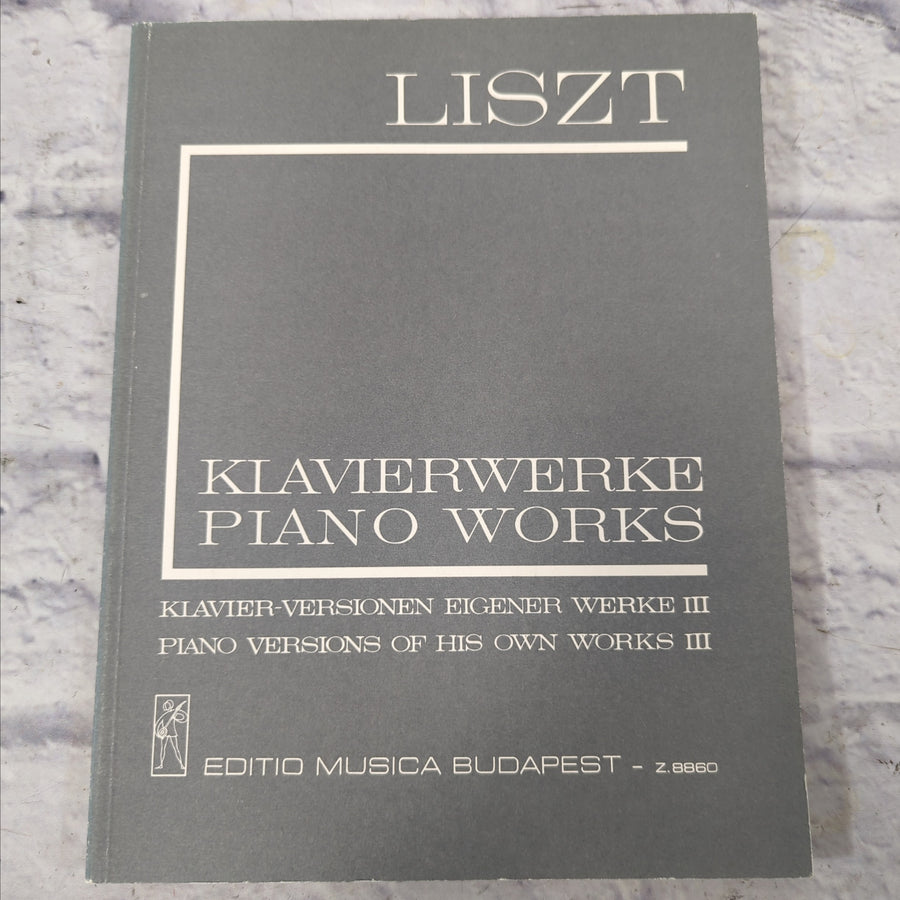 LISZT
KLAVIERWERKE
PIANO WORKS
KLAVIER-VERSIONEN EIGENER WERKE III
PIANO VERSIONS OF HIS OWN WORKS III
EDITIO MUSICA BUDAPEST - Z.8860